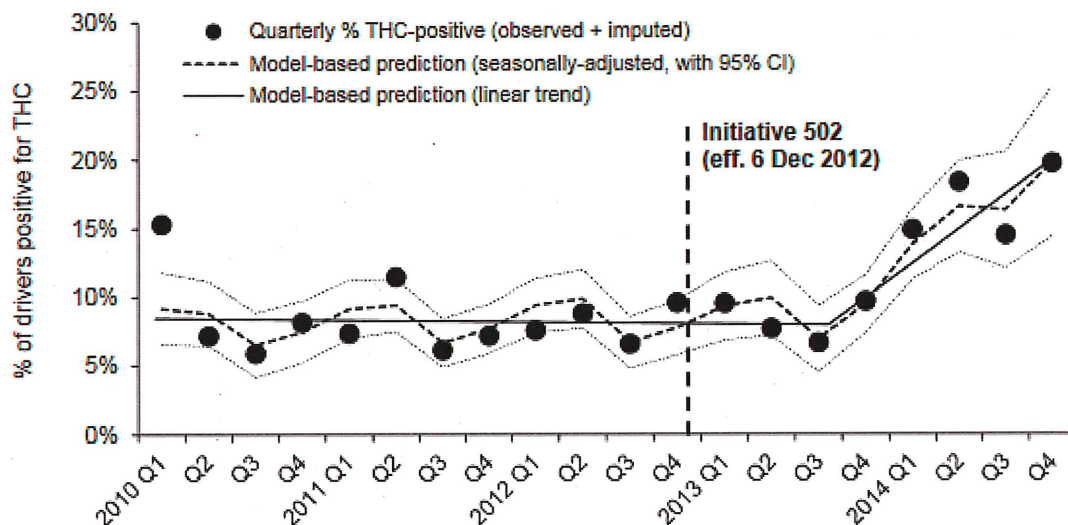 30%
25%
20%
15%
10%
5%
0%
% of drivers positive for THC
Quarterly % THC-positive (observed + imputed)
Model-based prediction (seasonally-adjusted, with 95% CI)
Model-based prediction (linear trend)
Initiative 502
(eff. 6 Dec 2012)
2010 Q1
Q2
Q3
Q4
2011 Q1
Q2
Q3
Q4
2012 Q1
Q2
Q3
Q4
2013 Q1
Q2
Q3
Q4
2014 Q1
Q2
Q3
Q4